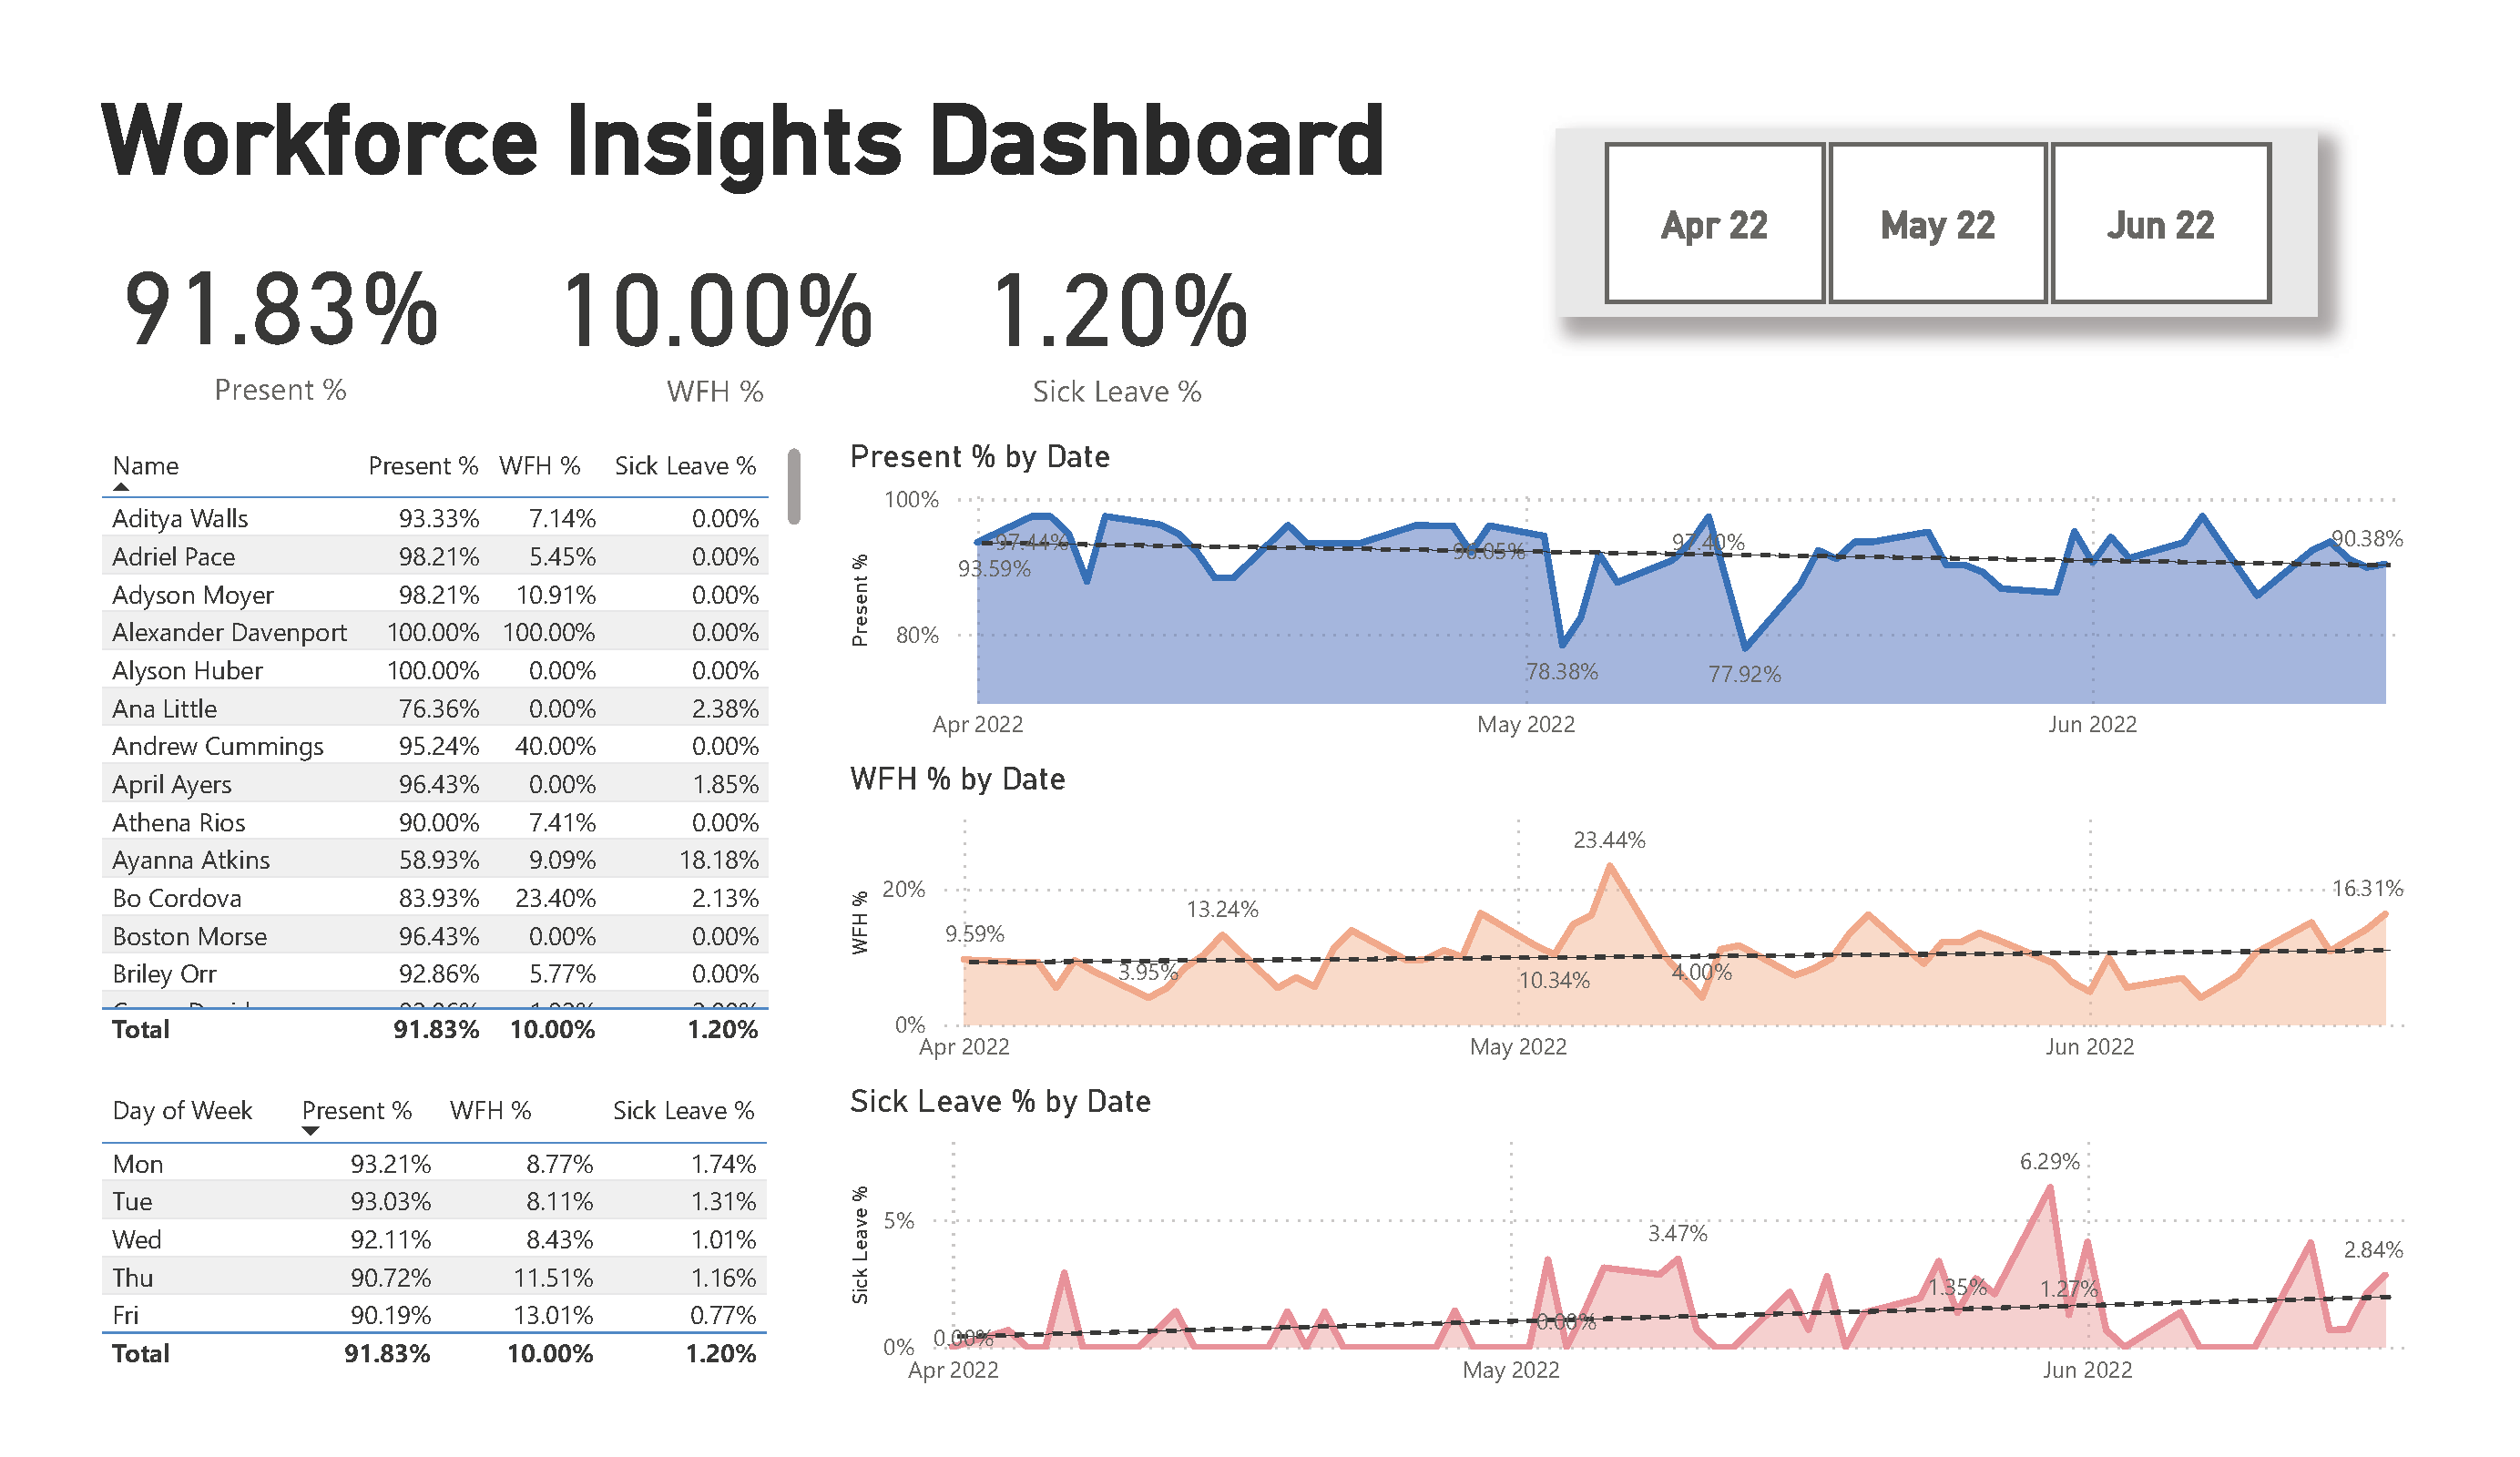 Workforce Insights Dashboard
Apr 22 May 22 Jun 22
91.83% 10.00% 1.20%
Present % WFH % Sick Leave %
Name Present % WFH % Sick Leave %
Aditya Walls 93.33% 7.14% 0.00%
Adriel Pace 98.21% 5.45% 0.00%
Adyson Moyer 98.21% 10.91% 0.00%
Alexander Davenport 100.00% 100.00% 0.00%
Alyson Huber 100.00% 0.00% 0.00%
Ana Little 76.36% 0.00% 2.38%
Andrew Cummings 95.24% 40.00% 0.00%
April Ayers 96.43% 0.00% 1.85%
Athena Rios 90.00% 7.41% 0.00%
Ayanna Atkins 58.93% 9.09% 18.18%
Bo Cordova 83.93% 23.40% 2.13%
Boston Morse 96.43% 0.00% 0.00%
Briley Orr 92.86% 5.77% 0.00%
Total 91.83% 10.00% 1.20%
Day of Week Present % WFH % Sick Leave %
Mon 93.21% 8.77% 1.74%
Tue 93.03% 8.11% 1.31%
Wed 92.11% 8.43% 1.01%
Thu 90.72% 11.51% 1.16%
Fri 90.19% 13.01% 0.77%
Total 91.83% 10.00% 1.20%
Present % by Date
Present %
100%
80%
97.44% 97.40% 90.38%
93.59%
78.38% 77.92%
Apr 2022 May 2022 Jun 2022
WFH % by Date
WFH %
20%
0%
23.44%
13.24% 16.31%
9.59%
3.95% 10.34% 4.00%
Apr 2022 May 2022 Jun 2022
Sick Leave % by Date
Sick Leave %
5%
0%
6.29%
3.47% 2.84%
1.35% 1.27%
0.00% 0.00%
Apr 2022 May 2022 Jun 2022